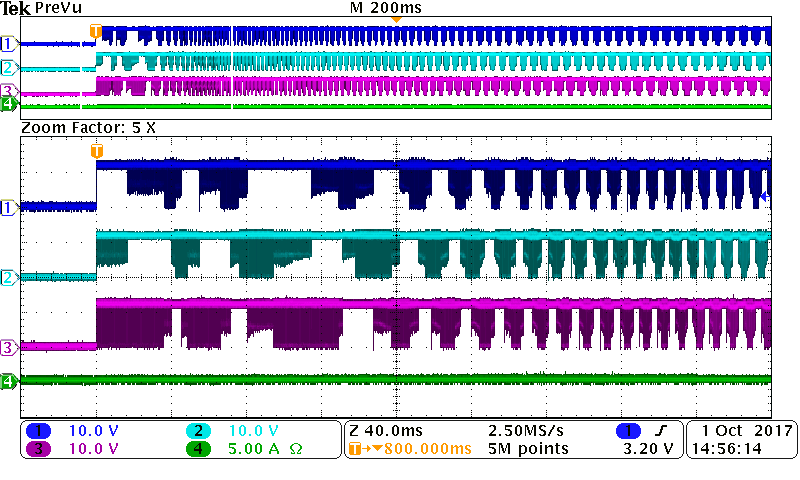 Tek PreVu M 200ms
T
1
2
3
4
Zoom Factor: 5 X
T
1
2
3
4
1 10.0 V 2 10.0 V Z 40.0ms 2.50MS/s 1 1 Oct 2017
3 10.0 V 4 5.00 A Ω T→▼800.000ms 5M points 3.20 V 14:56:14